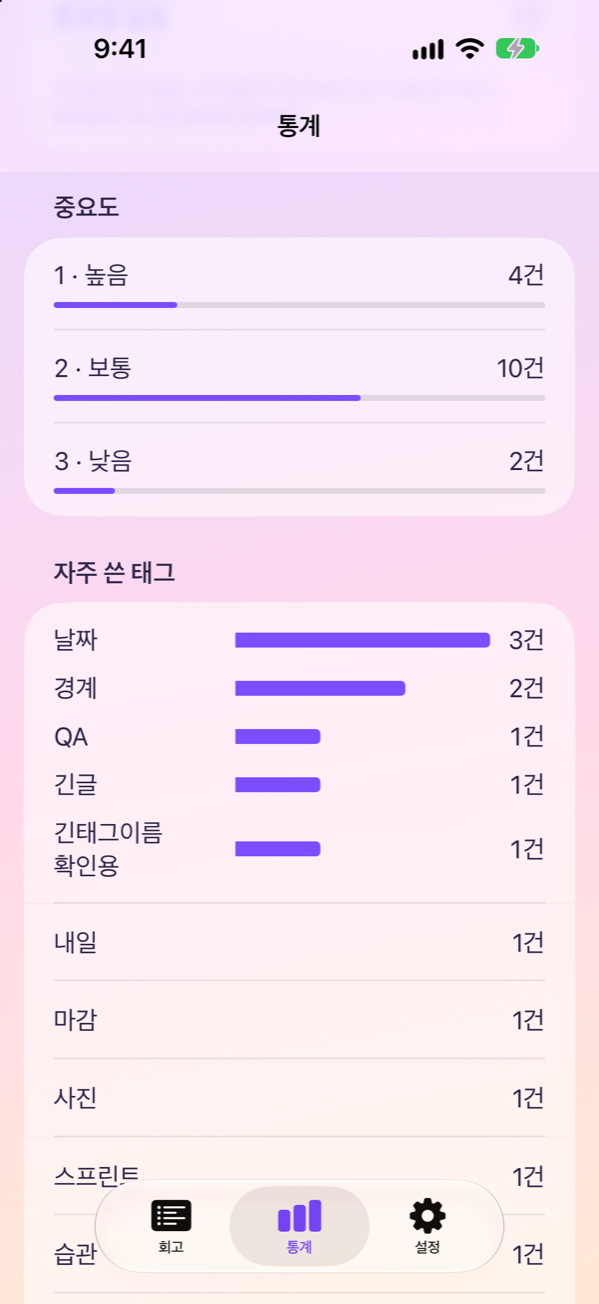 9:41
통계
중요도
1 · 높음 4건
2 · 보통 10건
3 · 낮음 2건
자주 쓴 태그
날짜 3건
경계 2건
QA 1건
긴글 1건
긴태그이름
확인용 1건
내일 1건
마감 1건
사진 1건
스프린트 1건
습관 1건
회고 통계 설정